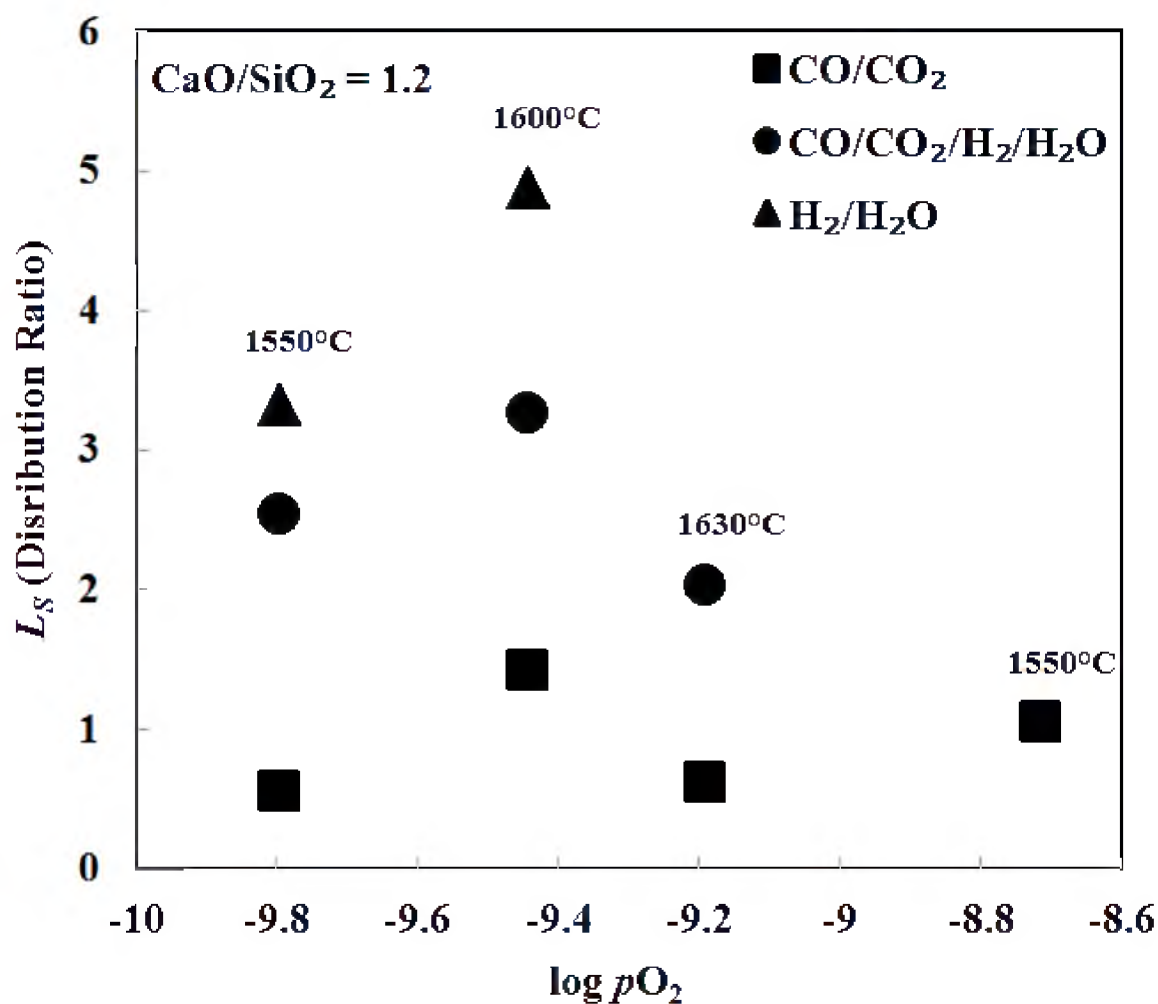 CaO/SiO₂ = 1.2
CO/CO₂
CO/CO₂/H₂/H₂O
H₂/H₂O
1600°C
1550°C
1630°C
1550°C
L_S (Disribution Ratio)
6
5
4
3
2
1
0
-10 -9.8 -9.6 -9.4 -9.2 -9 -8.8 -8.6
log pO₂